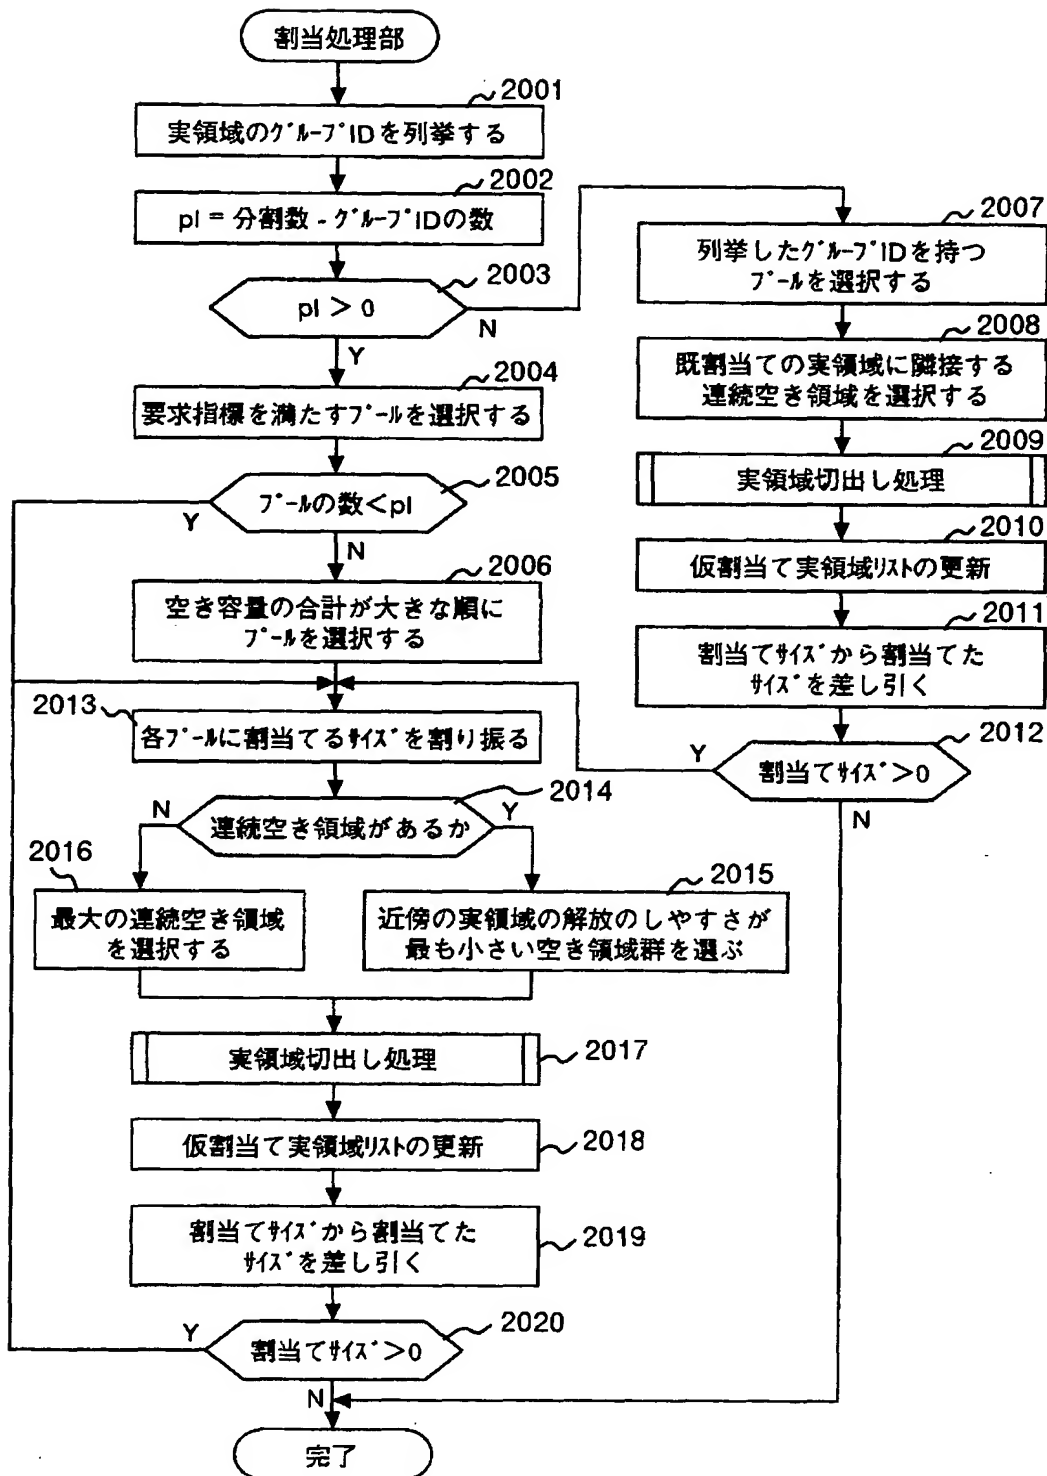 割当処理部
2001
実領域のグループIDを列挙する
2002
pl = 分割数 - グループIDの数
2003
pl > 0
N
Y
2004
要求指標を満たすプールを選択する
2005
プールの数<pl
Y
N
2006
空き容量の合計が大きな順に
プールを選択する
2007
列挙したグループIDを持つ
プールを選択する
2008
既割当ての実領域に隣接する
連続空き領域を選択する
2009
実領域切出し処理
2010
仮割当て実領域リストの更新
2011
割当てサイズから割当てた
サイズを差し引く
2012
割当てサイズ>0
Y
N
2013
各プールに割当てるサイズを割り振る
2014
連続空き領域があるか
N
Y
2016
最大の連続空き領域
を選択する
2015
近傍の実領域の解放のしやすさが
最も小さい空き領域群を選ぶ
実領域切出し処理
2017
仮割当て実領域リストの更新
2018
割当てサイズから割当てた
サイズを差し引く
2019
2020
割当てサイズ>0
Y
N
完了